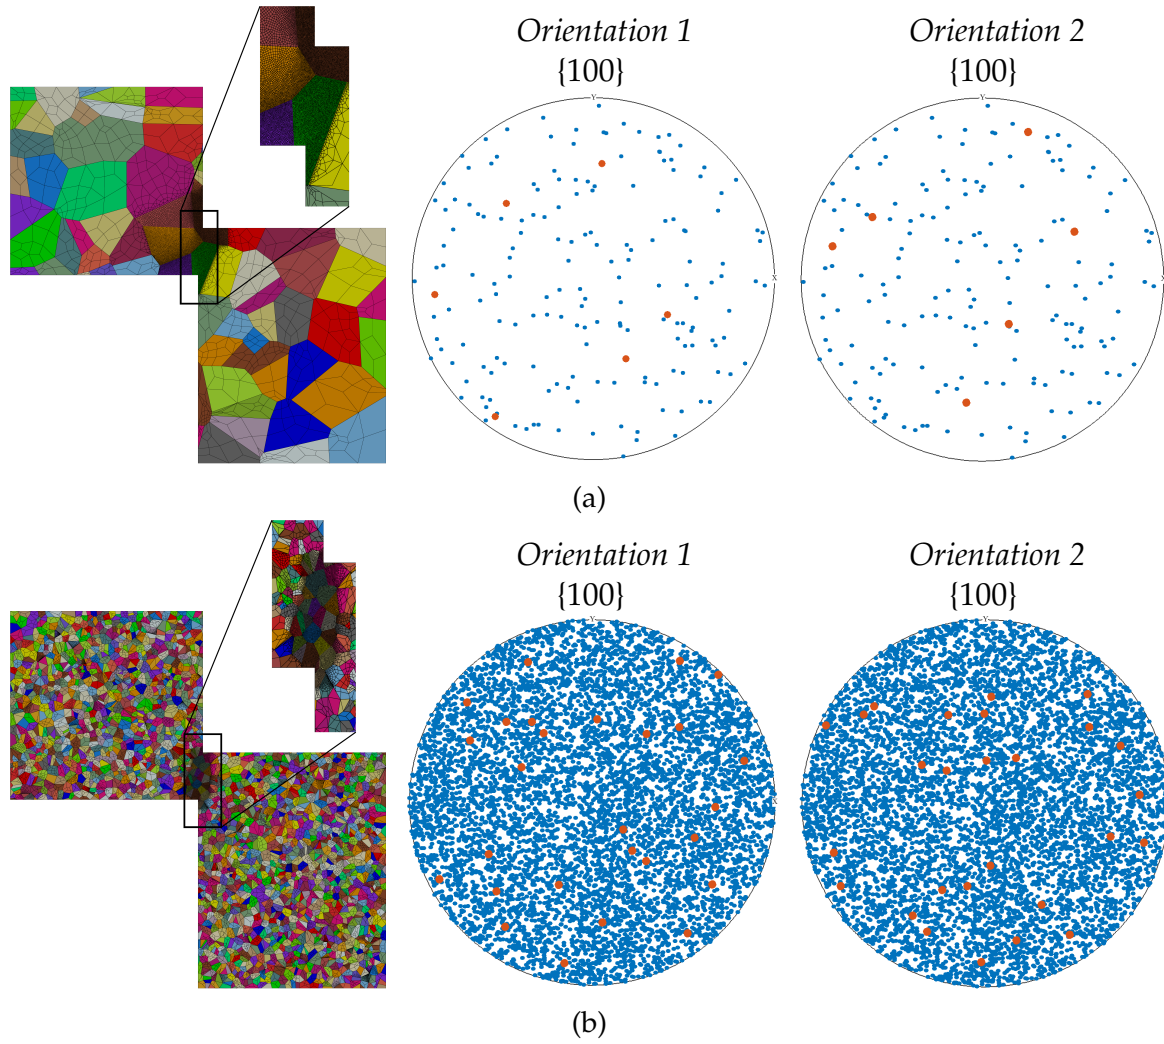 Orientation 1
{100}
Y
X
Orientation 2
{100}
Y
X
(a)
Orientation 1
{100}
Y
X
Orientation 2
{100}
Y
(b)